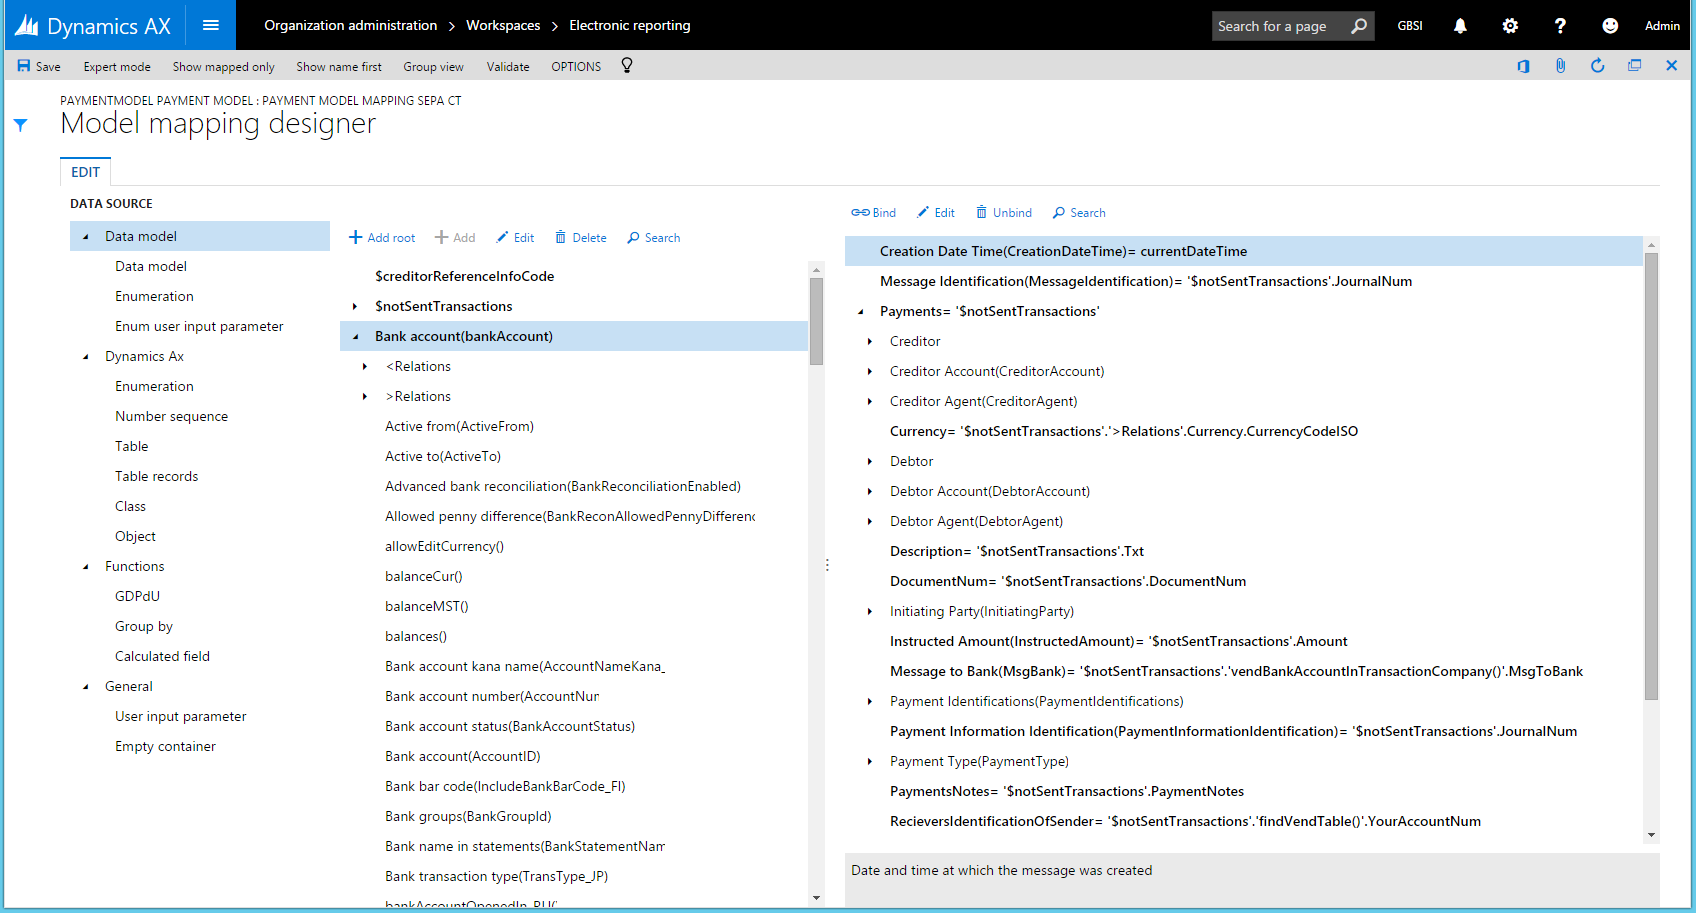 Dynamics AX
Organization administration > Workspaces > Electronic reporting
Search for a page
GBSI
?
Admin
Save Expert mode Show mapped only Show name first Group view Validate OPTIONS
PAYMENTMODEL PAYMENT MODEL : PAYMENT MODEL MAPPING SEPA CT
Model mapping designer
EDIT
DATA SOURCE
Data model
Data model
Enumeration
Enum user input parameter
Dynamics Ax
Enumeration
Number sequence
Table
Table records
Class
Object
Functions
GDPdU
Group by
Calculated field
General
User input parameter
Empty container
Add root Add Edit Delete Search
$creditorReferenceInfoCode
$notSentTransactions
Bank account(bankAccount)
<Relations
>Relations
Active from(ActiveFrom)
Active to(ActiveTo)
Advanced bank reconciliation(BankReconciliationEnabled)
Allowed penny difference(BankReconAllowedPennyDifferenc
allowEditCurrency()
balanceCur()
balanceMST()
balances()
Bank account kana name(AccountNameKana_
Bank account number(AccountNum
Bank account status(BankAccountStatus)
Bank account(AccountID)
Bank bar code(IncludeBankBarCode_FI)
Bank groups(BankGroupId)
Bank name in statements(BankStatementNam
Bank transaction type(TransType_JP)
bankAccountOpenedIn_RU(
Bind Edit Unbind Search
Creation Date Time(CreationDateTime)= currentDateTime
Message Identification(MessageIdentification)= '$notSentTransactions'.JournalNum
Payments= '$notSentTransactions'
Creditor
Creditor Account(CreditorAccount)
Creditor Agent(CreditorAgent)
Currency= '$notSentTransactions'.'>Relations'.Currency.CurrencyCodeISO
Debtor
Debtor Account(DebtorAccount)
Debtor Agent(DebtorAgent)
Description= '$notSentTransactions'.Txt
DocumentNum= '$notSentTransactions'.DocumentNum
Initiating Party(InitiatingParty)
Instructed Amount(InstructedAmount)= '$notSentTransactions'.Amount
Message to Bank(MsgBank)= '$notSentTransactions'.'vendBankAccountInTransactionCompany()'.MsgToBank
Payment Identifications(PaymentIdentifications)
Payment Information Identification(PaymentInformationIdentification)= '$notSentTransactions'.JournalNum
Payment Type(PaymentType)
PaymentsNotes= '$notSentTransactions'.PaymentNotes
RecieversIdentificationOfSender= '$notSentTransactions'.'findVendTable()'.YourAccountNum
Date and time at which the message was created